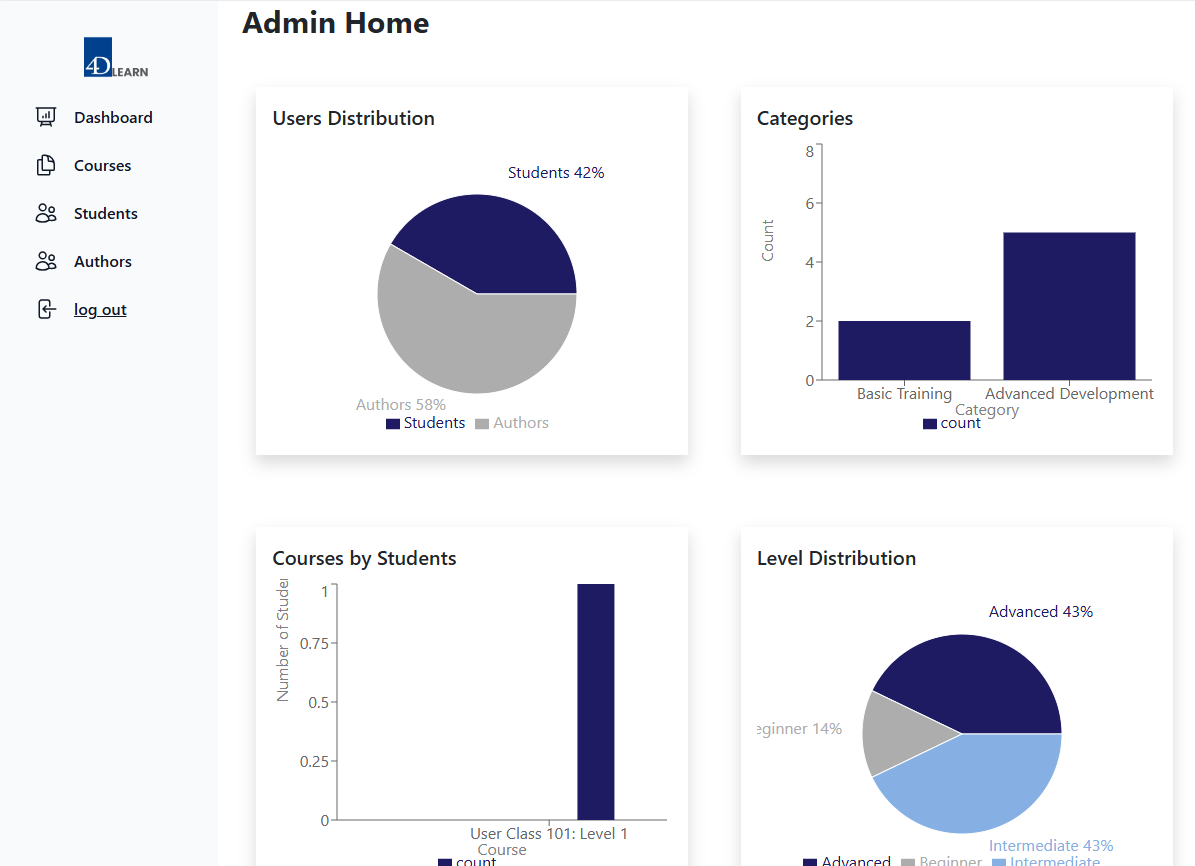 Admin Home
4D LEARN
Dashboard
Courses
Students
Authors
log out
Users Distribution
Students 42%
Authors 58%
Students Authors
Categories
8
6
4
2
0
Count
Basic Training Advanced Development
Category
count
Courses by Students
1
0.75
0.5
0.25
0
Number of Studer
User Class 101: Level 1
Course
count
Level Distribution
Advanced 43%
eginner 14%
Intermediate 43%
Advanced Beginner Intermediate